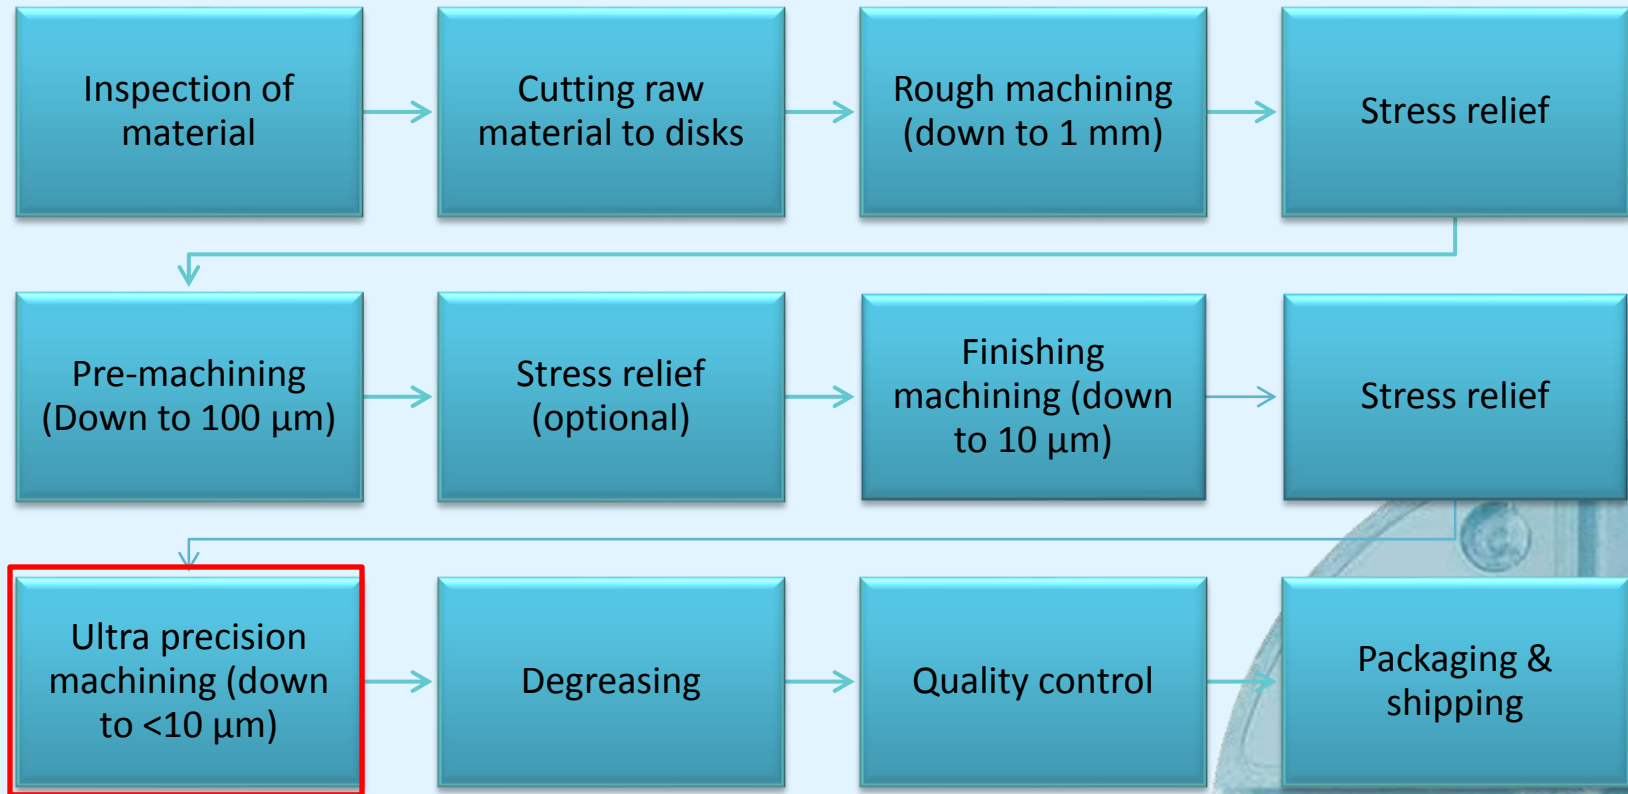 Inspection of
material
Cutting raw
material to disks
Rough machining
(down to 1 mm)
Stress relief
Pre-machining
(Down to 100 µm)
Stress relief
(optional)
Finishing
machining (down
to 10 µm)
Stress relief
Ultra precision
machining (down
to <10 µm)
Degreasing
Quality control
Packaging &
shipping